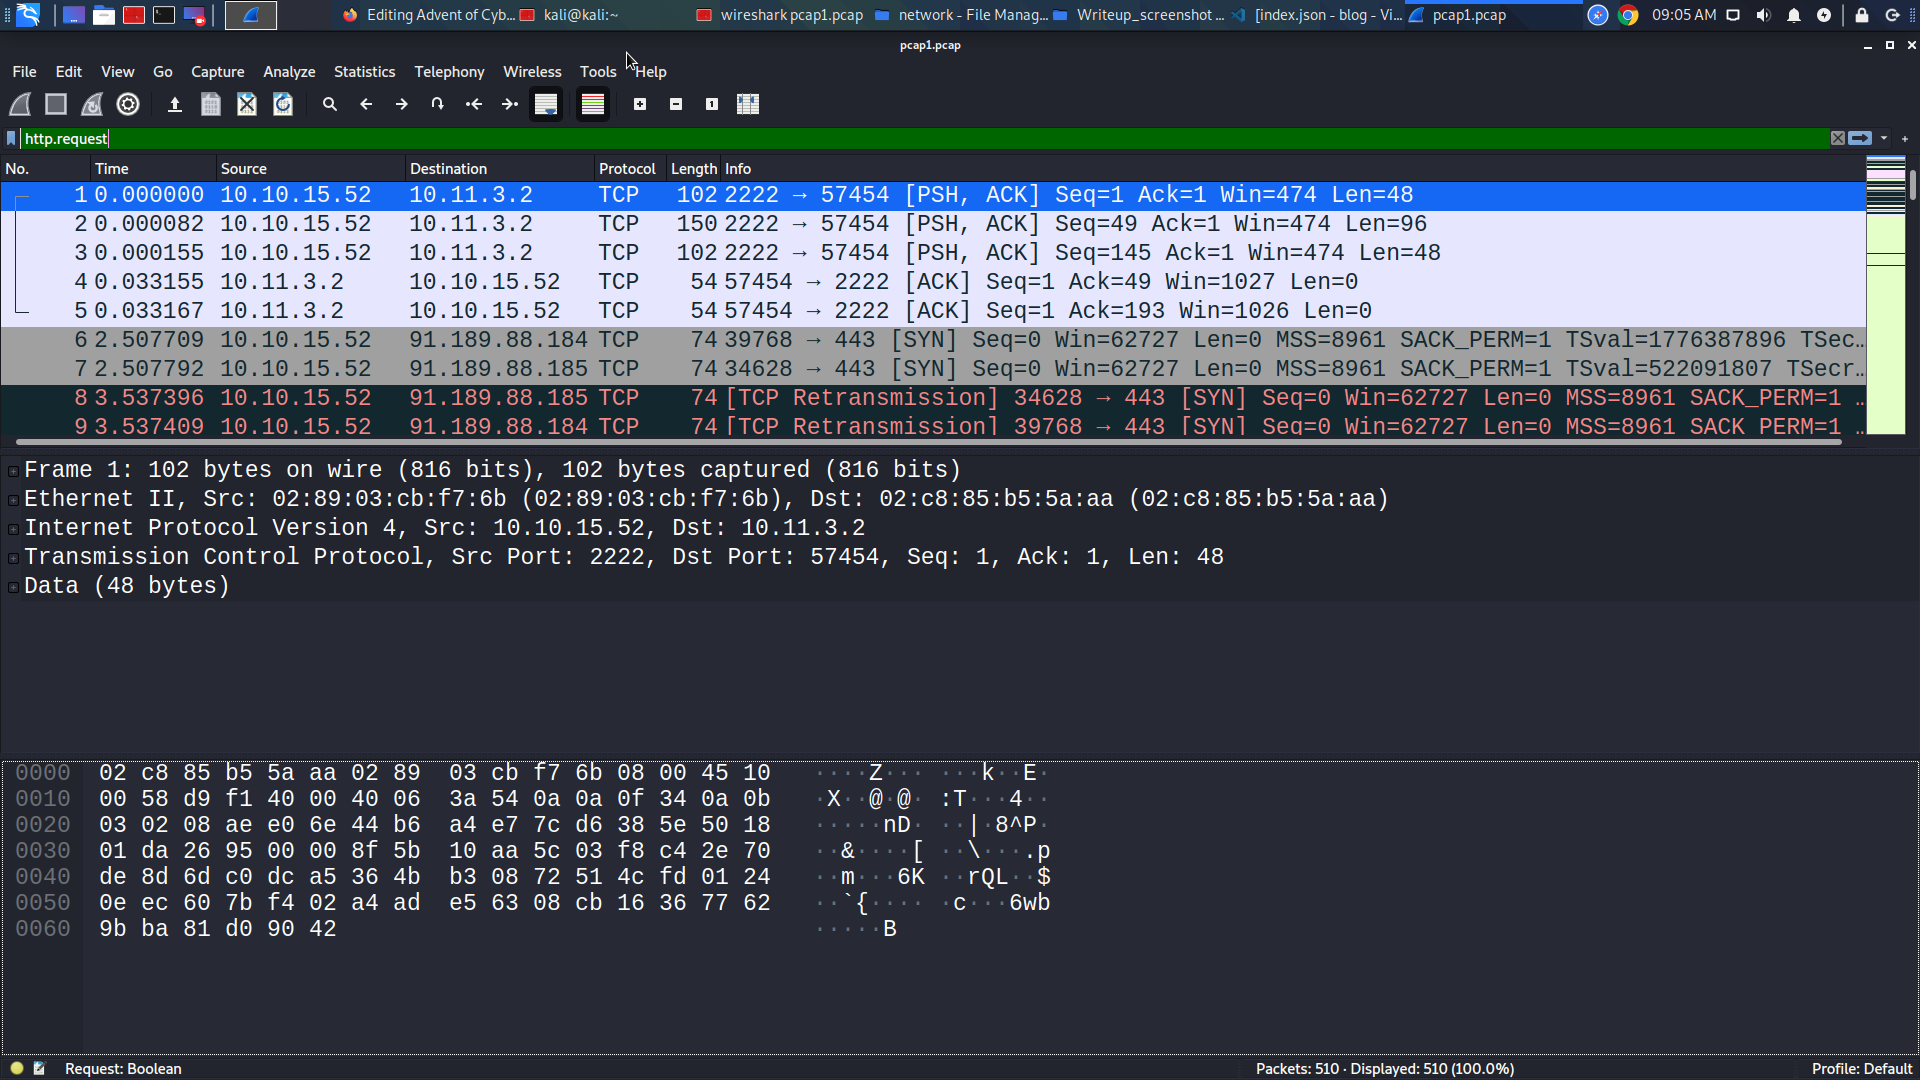 Editing Advent of Cyb... kali@kali:~ wireshark pcap1.pcap network - File Manag... Writeup_screenshot ... [index.json - blog - Vi... pcap1.pcap 09:05 AM
pcap1.pcap
File Edit View Go Capture Analyze Statistics Telephony Wireless Tools Help
http.request
No. Time Source Destination Protocol Length Info
1 0.000000 10.10.15.52 10.11.3.2 TCP 102 2222 → 57454 [PSH, ACK] Seq=1 Ack=1 Win=474 Len=48
2 0.000082 10.10.15.52 10.11.3.2 TCP 150 2222 → 57454 [PSH, ACK] Seq=49 Ack=1 Win=474 Len=96
3 0.000155 10.10.15.52 10.11.3.2 TCP 102 2222 → 57454 [PSH, ACK] Seq=145 Ack=1 Win=474 Len=48
4 0.033155 10.11.3.2 10.10.15.52 TCP 54 57454 → 2222 [ACK] Seq=1 Ack=49 Win=1027 Len=0
5 0.033167 10.11.3.2 10.10.15.52 TCP 54 57454 → 2222 [ACK] Seq=1 Ack=193 Win=1026 Len=0
6 2.507709 10.10.15.52 91.189.88.184 TCP 74 39768 → 443 [SYN] Seq=0 Win=62727 Len=0 MSS=8961 SACK_PERM=1 TSval=1776387896 TSec...
7 2.507792 10.10.15.52 91.189.88.185 TCP 74 34628 → 443 [SYN] Seq=0 Win=62727 Len=0 MSS=8961 SACK_PERM=1 TSval=522091807 TSecr...
8 3.537396 10.10.15.52 91.189.88.185 TCP 74 [TCP Retransmission] 34628 → 443 [SYN] Seq=0 Win=62727 Len=0 MSS=8961 SACK_PERM=1 ...
9 3.537409 10.10.15.52 91.189.88.184 TCP 74 [TCP Retransmission] 39768 → 443 [SYN] Seq=0 Win=62727 Len=0 MSS=8961 SACK_PERM=1 ...
Frame 1: 102 bytes on wire (816 bits), 102 bytes captured (816 bits)
Ethernet II, Src: 02:89:03:cb:f7:6b (02:89:03:cb:f7:6b), Dst: 02:c8:85:b5:5a:aa (02:c8:85:b5:5a:aa)
Internet Protocol Version 4, Src: 10.10.15.52, Dst: 10.11.3.2
Transmission Control Protocol, Src Port: 2222, Dst Port: 57454, Seq: 1, Ack: 1, Len: 48
Data (48 bytes)
0000 02 c8 85 b5 5a aa 02 89 03 cb f7 6b 08 00 45 10 ····Z··· ···k··E·
0010 00 58 d9 f1 40 00 40 06 3a 54 0a 0a 0f 34 0a 0b ·X··@·@· :T···4··
0020 03 02 08 ae e0 6e 44 b6 a4 e7 7c d6 38 5e 50 18 ·····nD· ··|·8^P·
0030 01 da 26 95 00 00 8f 5b 10 aa 5c 03 f8 c4 2e 70 ··&····[ ··\···.p
0040 de 8d 6d c0 dc a5 36 4b b3 08 72 51 4c fd 01 24 ··m···6K ··rQL··$
0050 0e ec 60 7b f4 02 a4 ad e5 63 08 cb 16 36 77 62 ··`{···· ·c···6wb
0060 9b ba 81 d0 90 42 ·····B
Request: Boolean Packets: 510 · Displayed: 510 (100.0%) Profile: Default